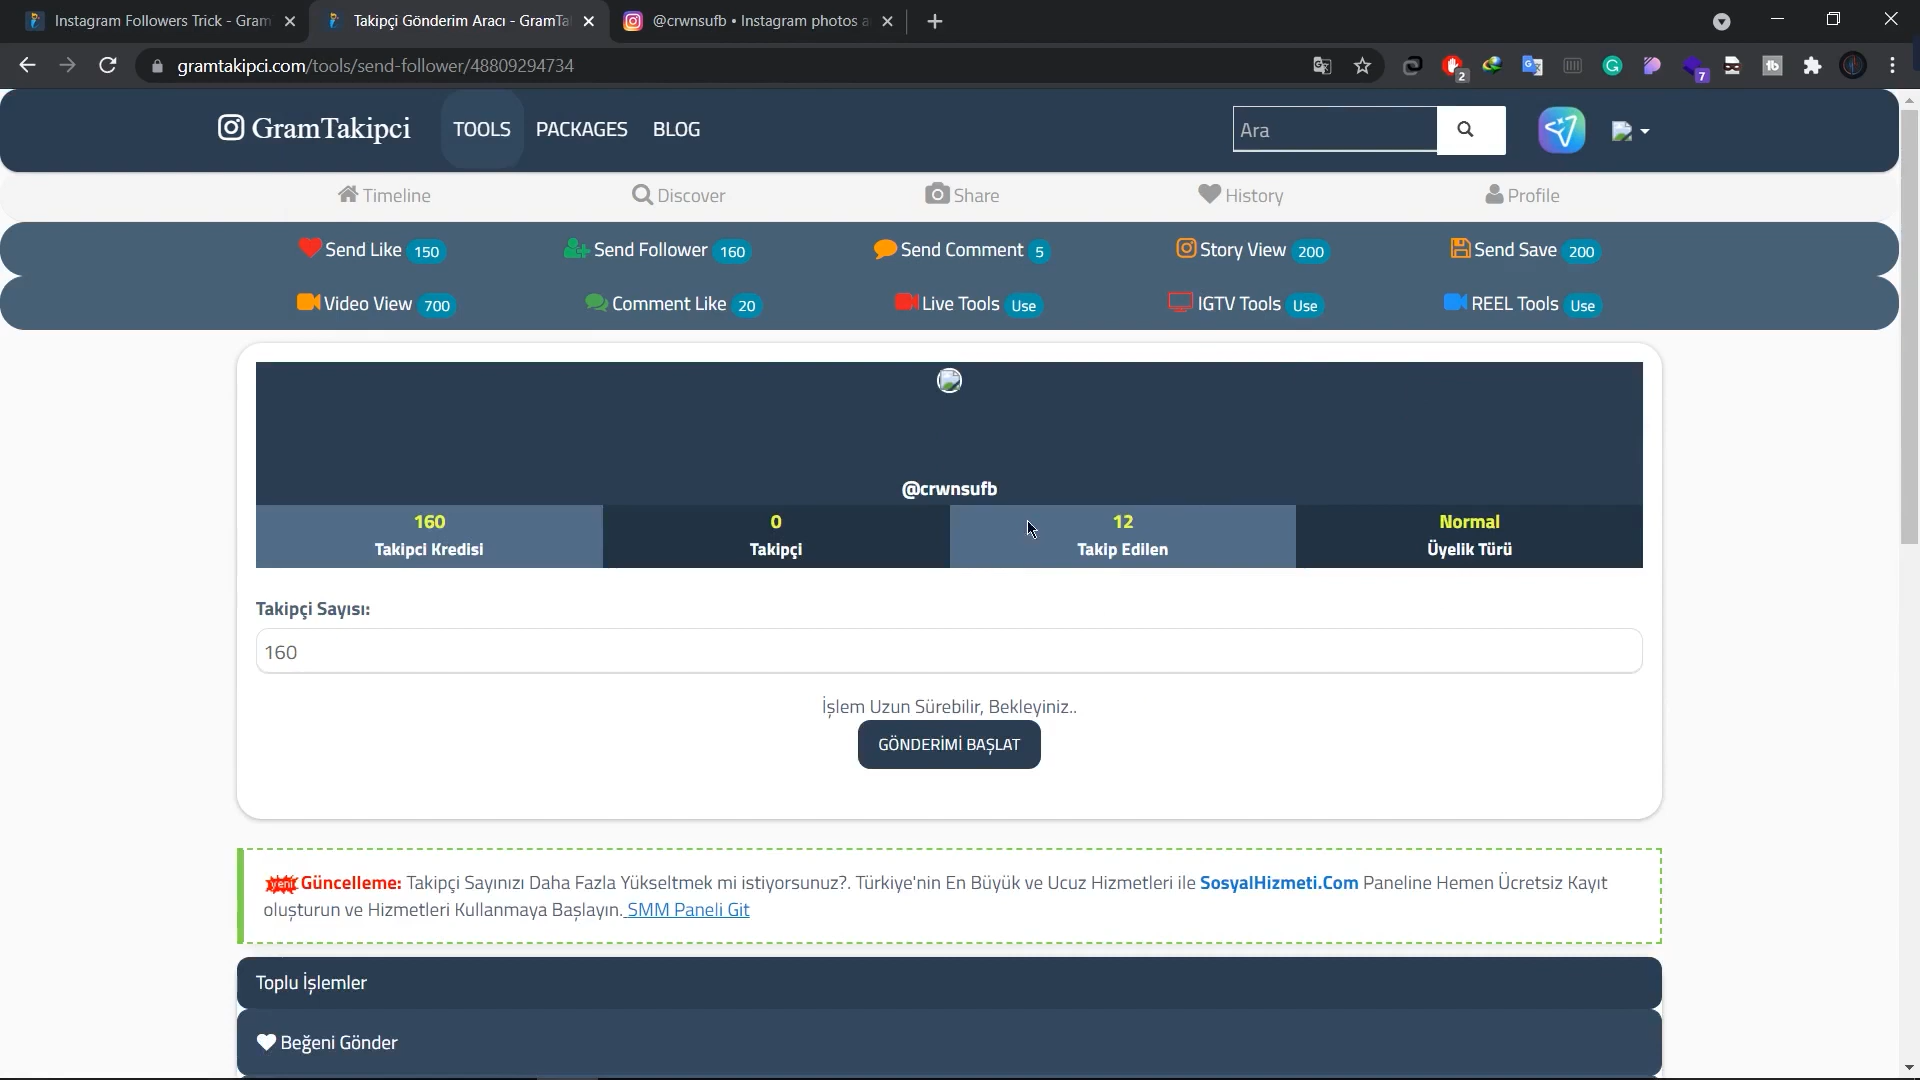 Instagram Followers Trick - Gram
Takipçi Gönderim Aracı - GramTa
@crwnsufb • Instagram photos a
gramtakipci.com/tools/send-follower/48809294734
2
7
GramTakipci
TOOLS
PACKAGES
BLOG
Ara
Timeline
Discover
Share
History
Profile
Send Like 150
Send Follower 160
Send Comment 5
Story View 200
Send Save 200
Video View 700
Comment Like 20
Live Tools Use
IGTV Tools Use
REEL Tools Use
@crwnsufb
160
Takipci Kredisi
0
Takipçi
12
Takip Edilen
Normal
Üyelik Türü
Takipçi Sayısı:
160
İşlem Uzun Sürebilir, Bekleyiniz..
GÖNDERİMİ BAŞLAT
yeni Güncelleme: Takipçi Sayınızı Daha Fazla Yükseltmek mi istiyorsunuz?. Türkiye'nin En Büyük ve Ucuz Hizmetleri ile SosyalHizmeti.Com Paneline Hemen Ücretsiz Kayıt
oluşturun ve Hizmetleri Kullanmaya Başlayın. SMM Paneli Git
Toplu İşlemler
Beğeni Gönder